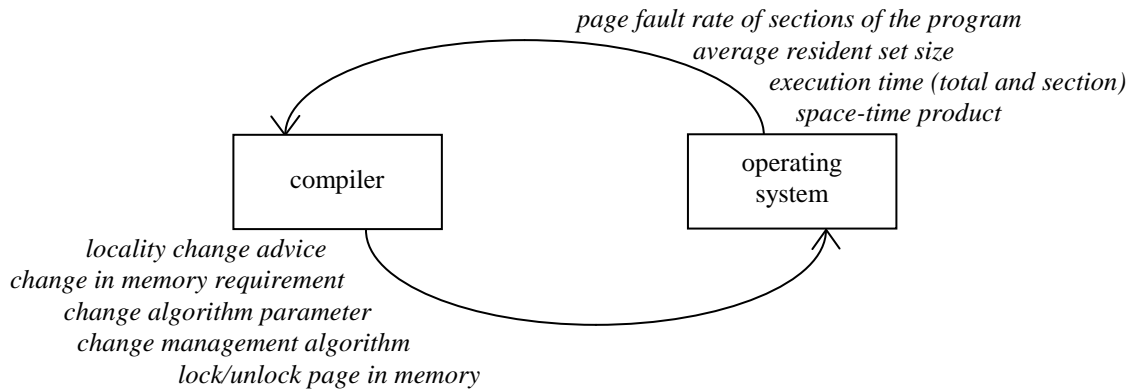 page fault rate of sections of the program
average resident set size
execution time (total and section)
space-time product
compiler
operating
system
locality change advice
change in memory requirement
change algorithm parameter
change management algorithm
lock/unlock page in memory